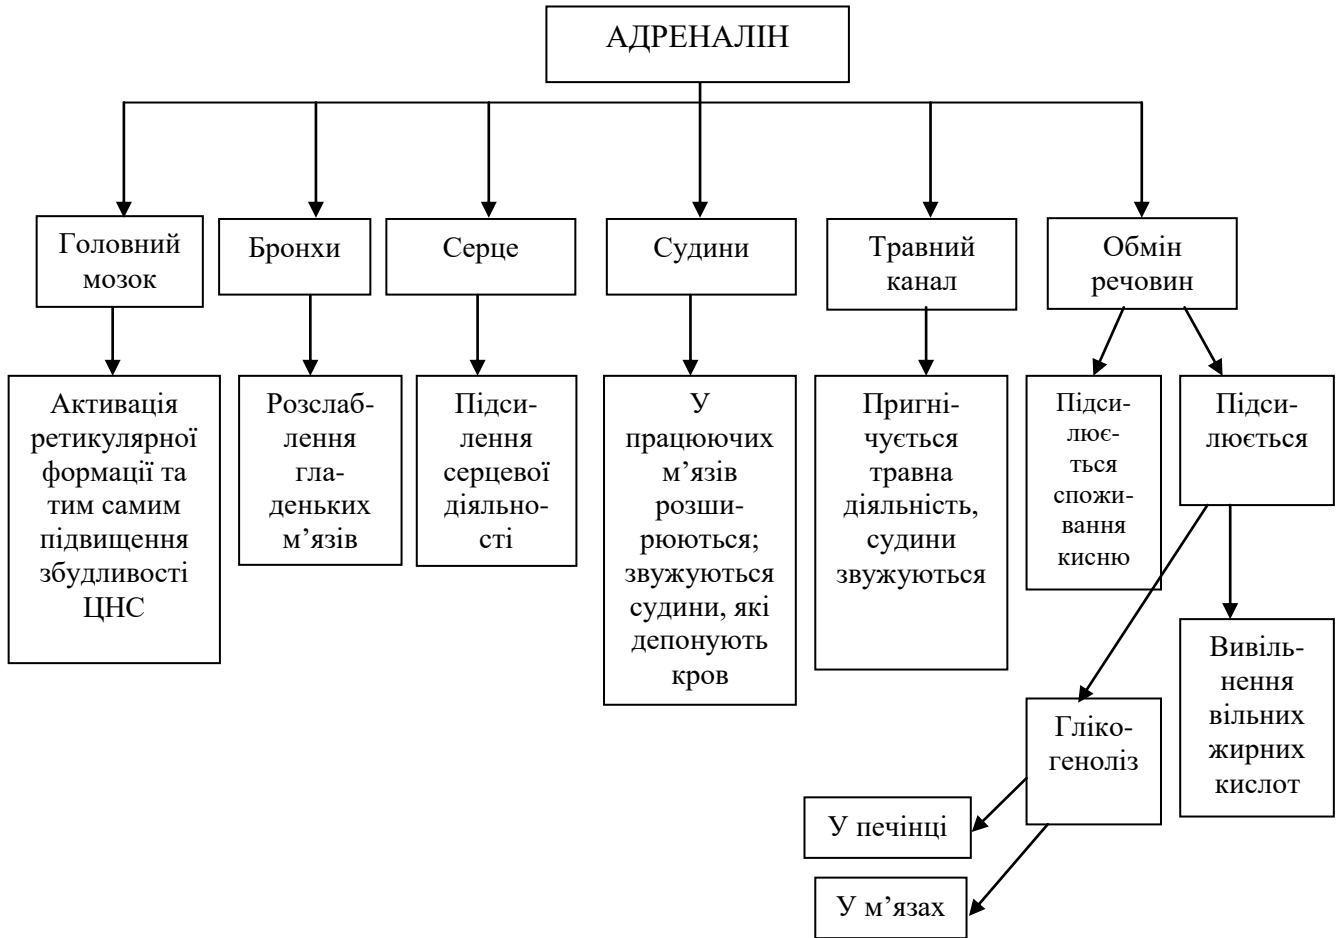 АДРЕНАЛІН
Головний
мозок
Бронхи
Серце
Судини
Травний
канал
Обмін
речовин
Активація
ретикулярної
формації та
тим самим
підвищення
збудливості
ЦНС
Розслаб-
лення
гла-
деньких
м’язів
Підси-
лення
серцевої
діяльно-
сті
У
працюючих
м’язів
розши-
рюються;
звужуються
судини, які
депонують
кров
Пригні-
чується
травна
діяльність,
судини
звужуються
Підси-
лює-
ться
спожи-
вання
кисню
Підси-
люється
Гліко-
геноліз
Вивіль-
нення
вільних
жирних
кислот
У печінці
У м’язах